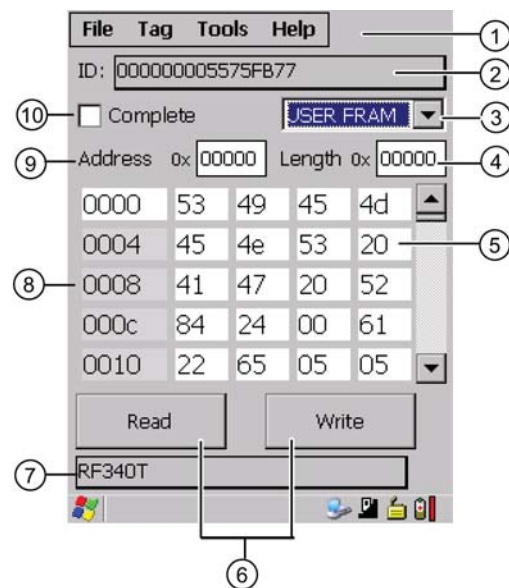 File Tag Tools Help ①
ID: 000000005575FB77 ②
⑩ Complete USER FRAM ③
⑨ Address 0x 00000 Length 0x 00000 ④
0000 53 49 45 4d
0004 45 4e 53 20 ⑤
⑧ 0008 41 47 20 52
000c 84 24 00 61
0010 22 65 05 05
Read Write
⑦ RF340T
⑥